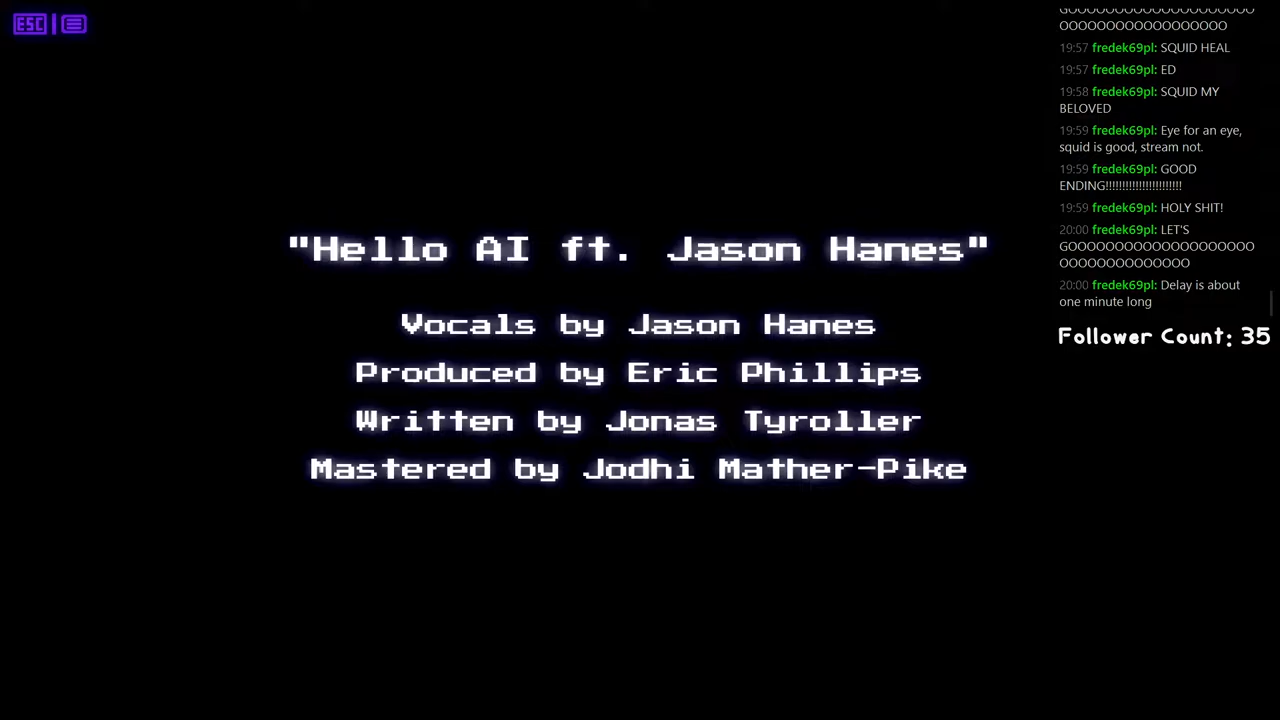 ESC
"Hello AI ft. Jason Hanes"
Vocals by Jason Hanes
Produced by Eric Phillips
Written by Jonas Tyroller
Mastered by Jodhi Mather-Pike
GOOOOOOOOOOOOOOOOOOO
OOOOOOOOOOOOOOOOOO
19:57 fredek69pl: SQUID HEAL
19:57 fredek69pl: ED
19:58 fredek69pl: SQUID MY
BELOVED
19:59 fredek69pl: Eye for an eye,
squid is good, stream not.
19:59 fredek69pl: GOOD
ENDING!!!!!!!!!!!!!!!!!!!!!!!
19:59 fredek69pl: HOLY SHIT!
20:00 fredek69pl: LET'S
GOOOOOOOOOOOOOOOOOOO
OOOOOOOOOOOOOO
20:00 fredek69pl: Delay is about
one minute long
Follower Count: 35